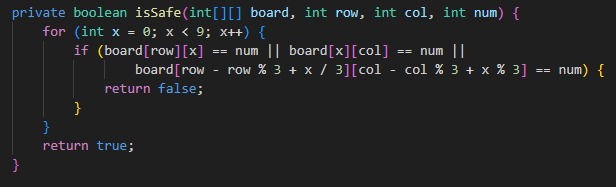 private boolean isSafe(int[][] board, int row, int col, int num) {
    for (int x = 0; x < 9; x++) {
        if (board[row][x] == num || board[x][col] == num ||
                board[row - row % 3 + x / 3][col - col % 3 + x % 3] == num) {
            return false;
        }
    }
    return true;
}